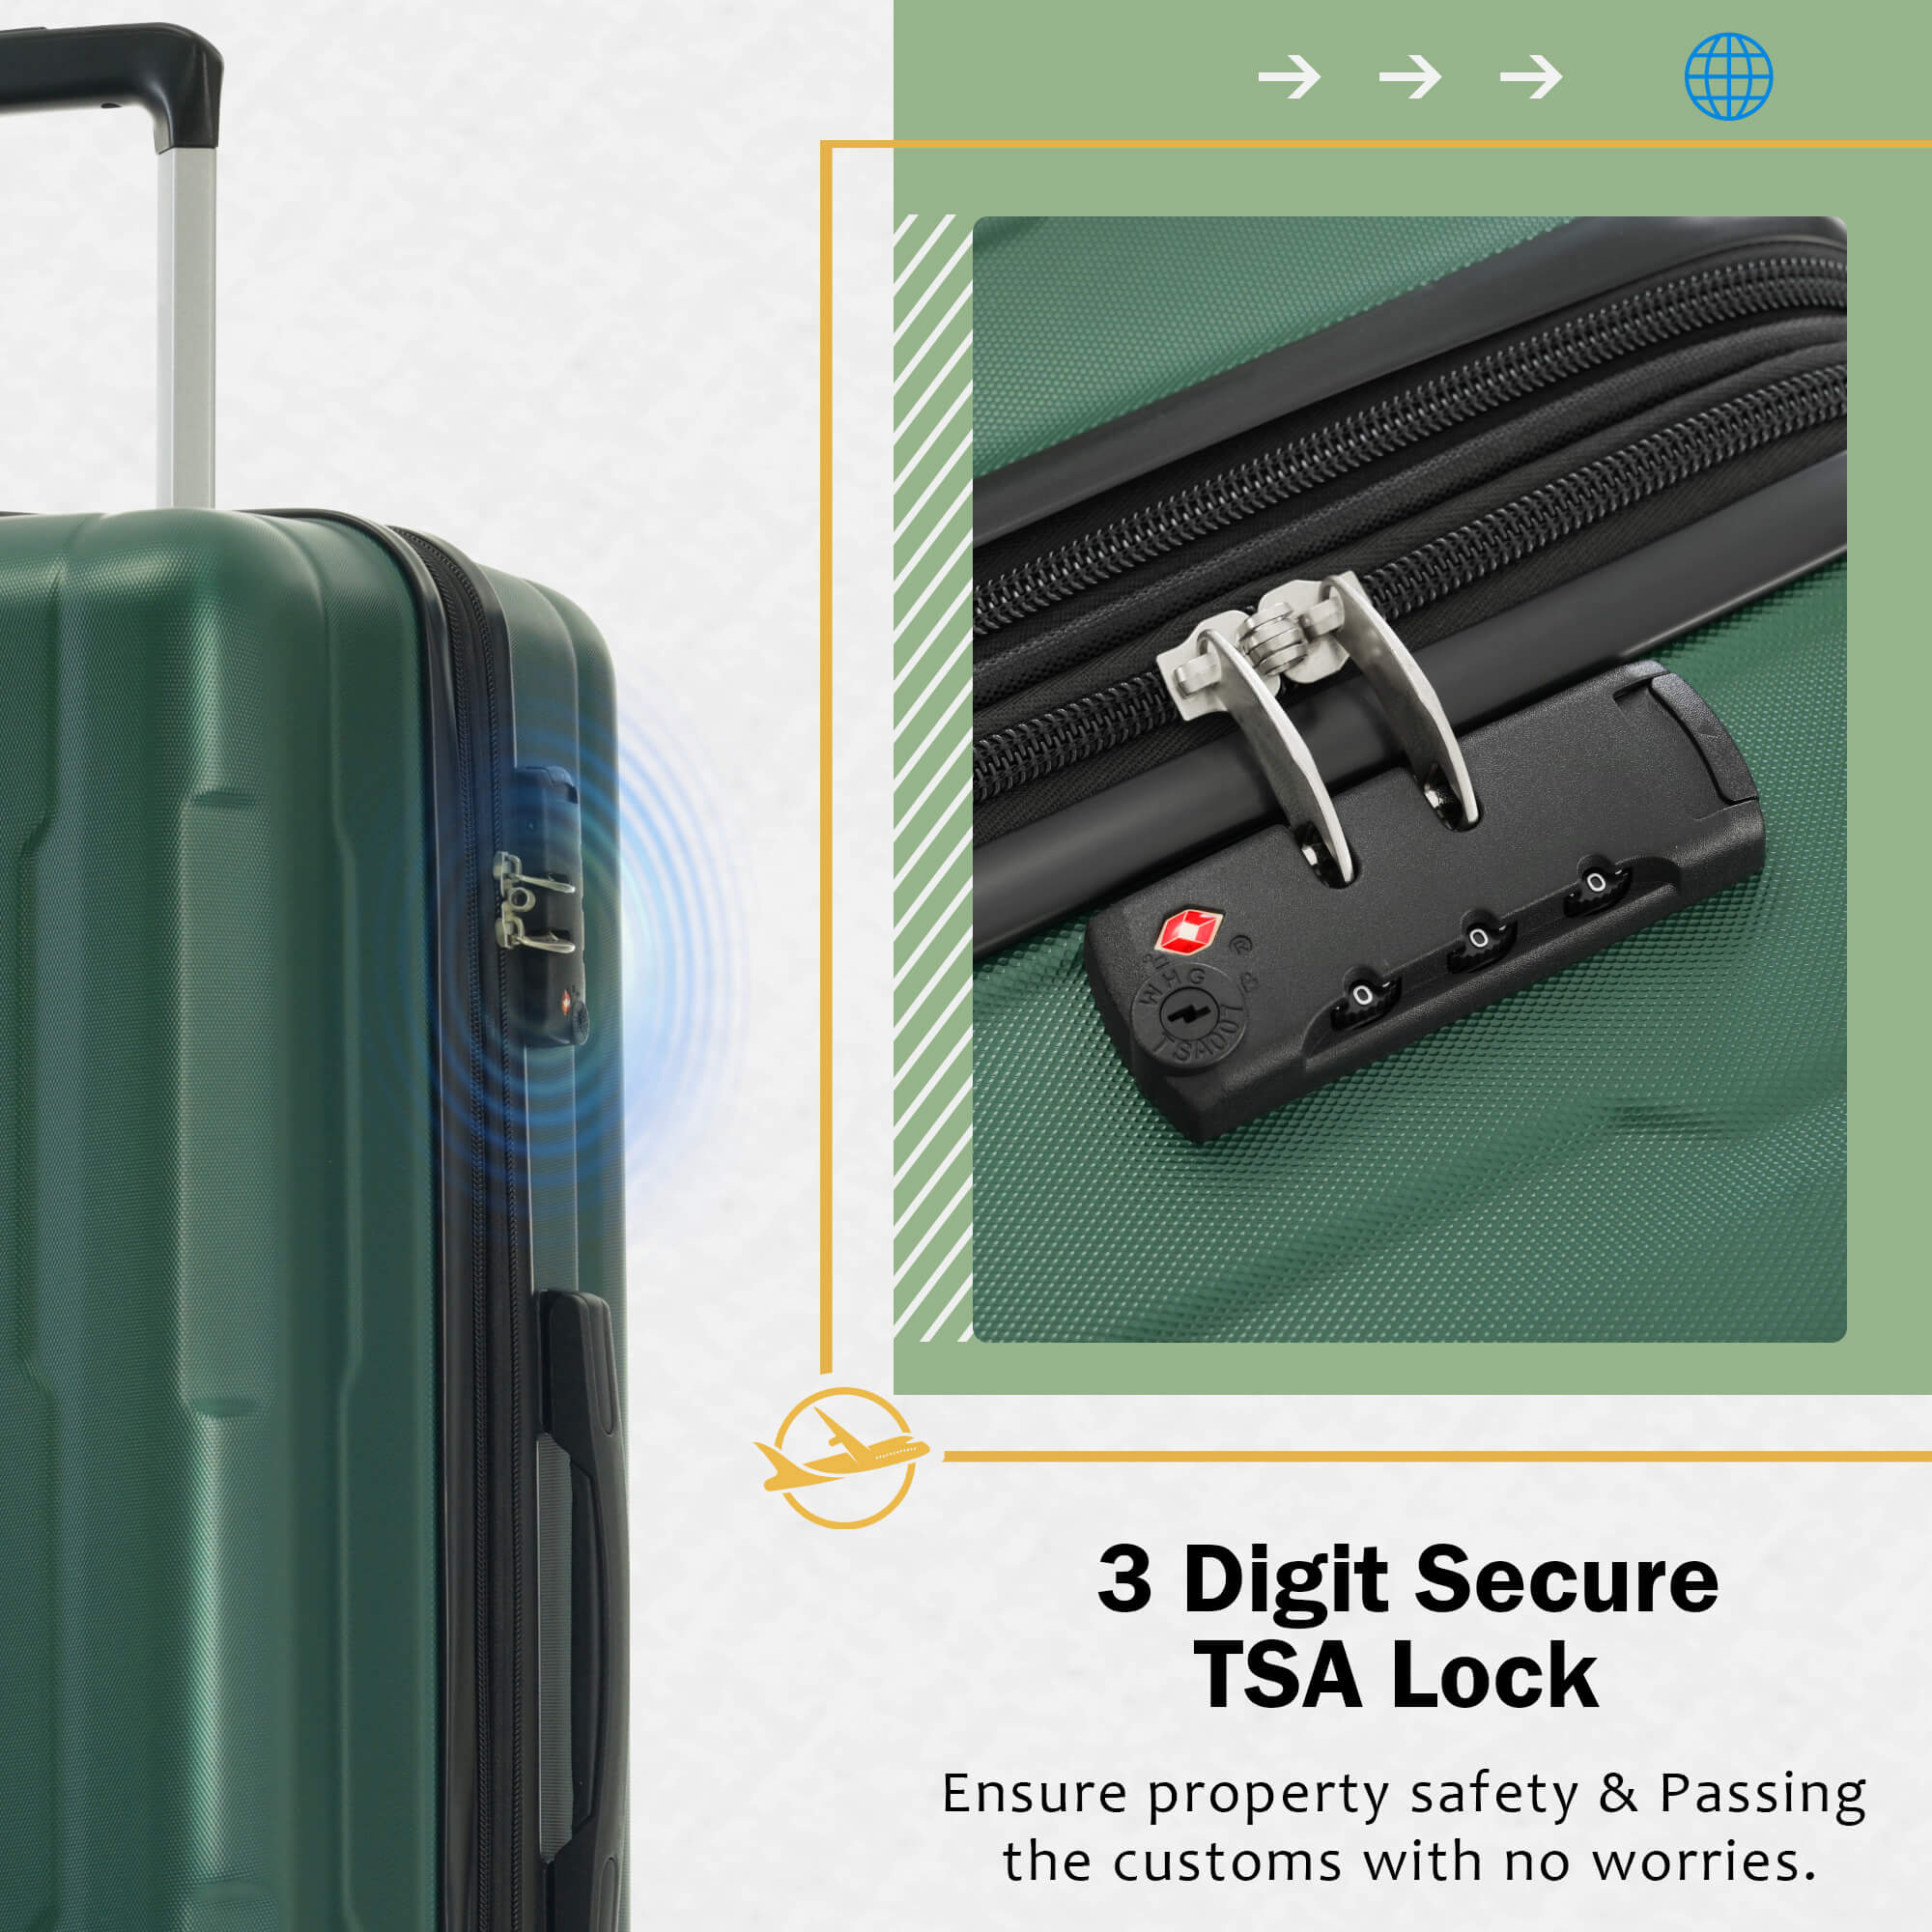 0 0 0
®
WHG
TSA007
3 Digit Secure
TSA Lock
Ensure property safety & Passing
the customs with no worries.